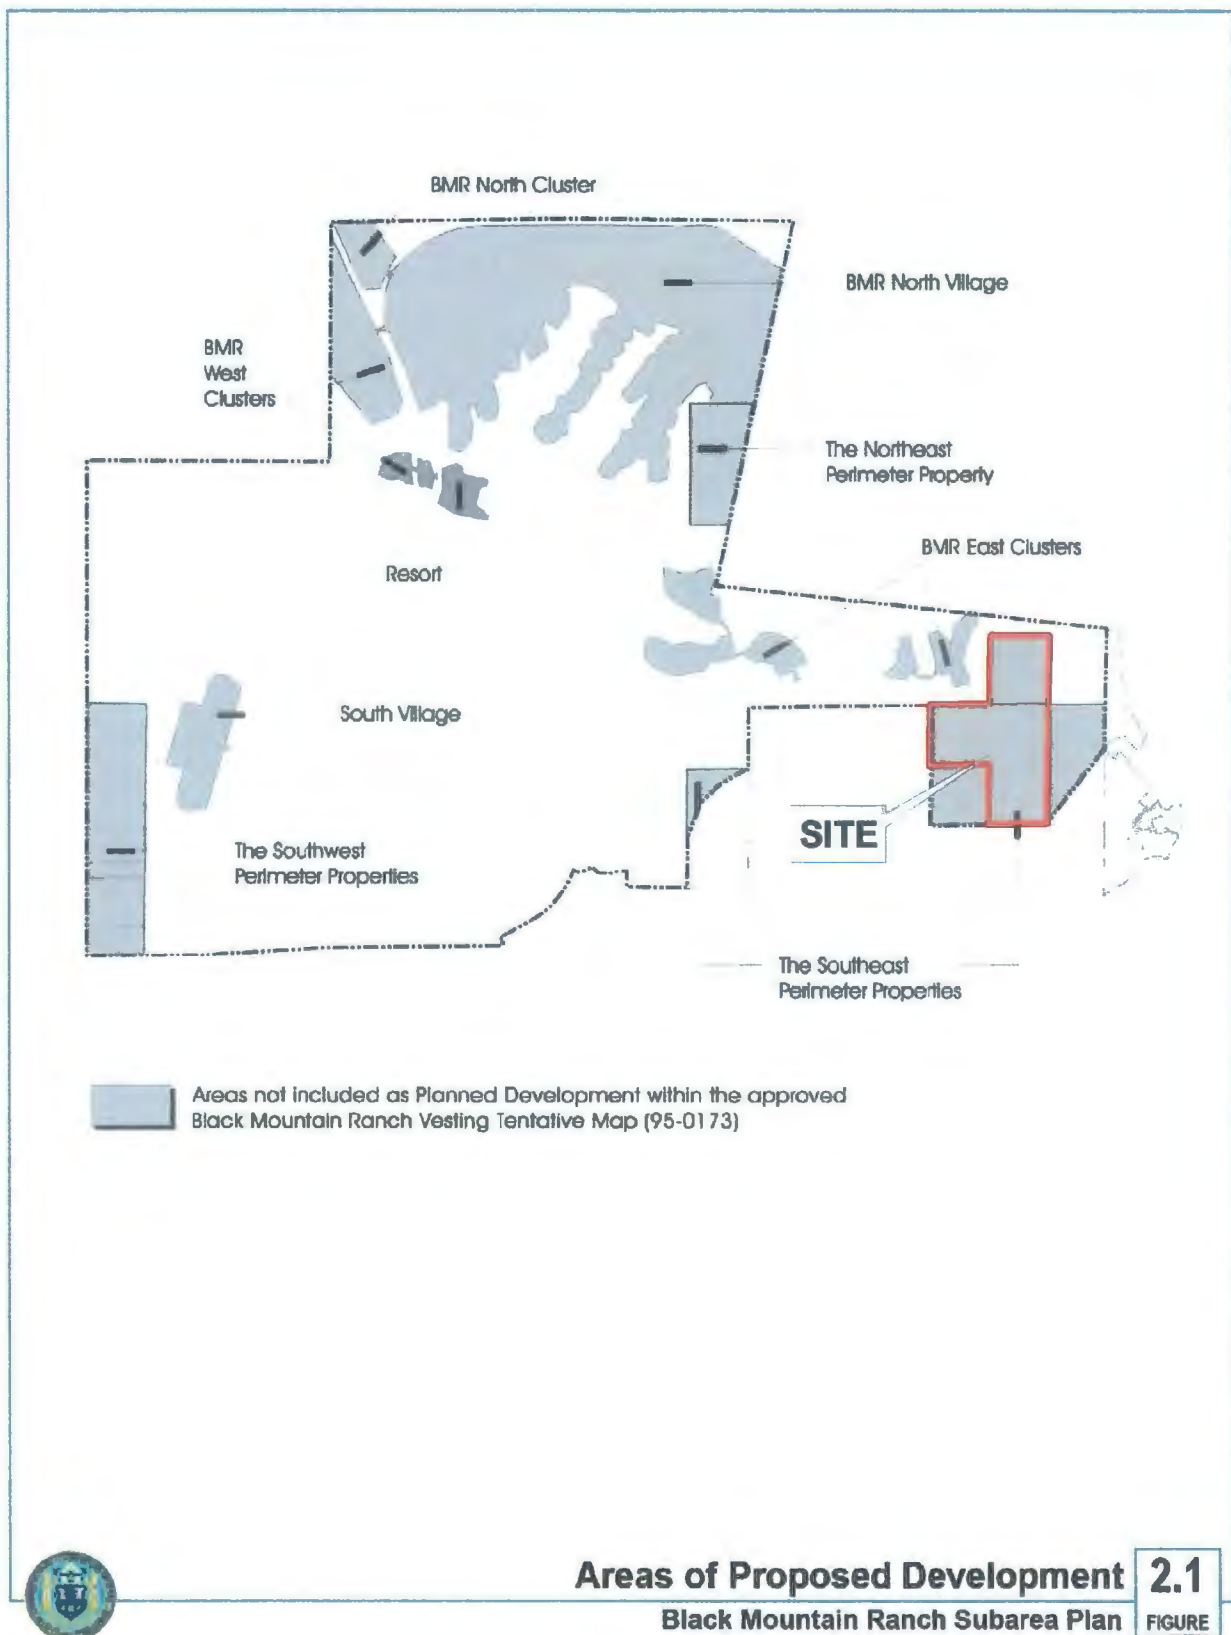 BMR North Cluster
BMR North Village
BMR
West
Clusters
The Northeast
Perimeter Property
BMR East Clusters
Resort
South Village
SITE
The Southwest
Perimeter Properties
The Southeast
Perimeter Properties
Areas not included as Planned Development within the approved
Black Mountain Ranch Vesting Tentative Map (95-0173)
Areas of Proposed Development
Black Mountain Ranch Subarea Plan
2.1
FIGURE